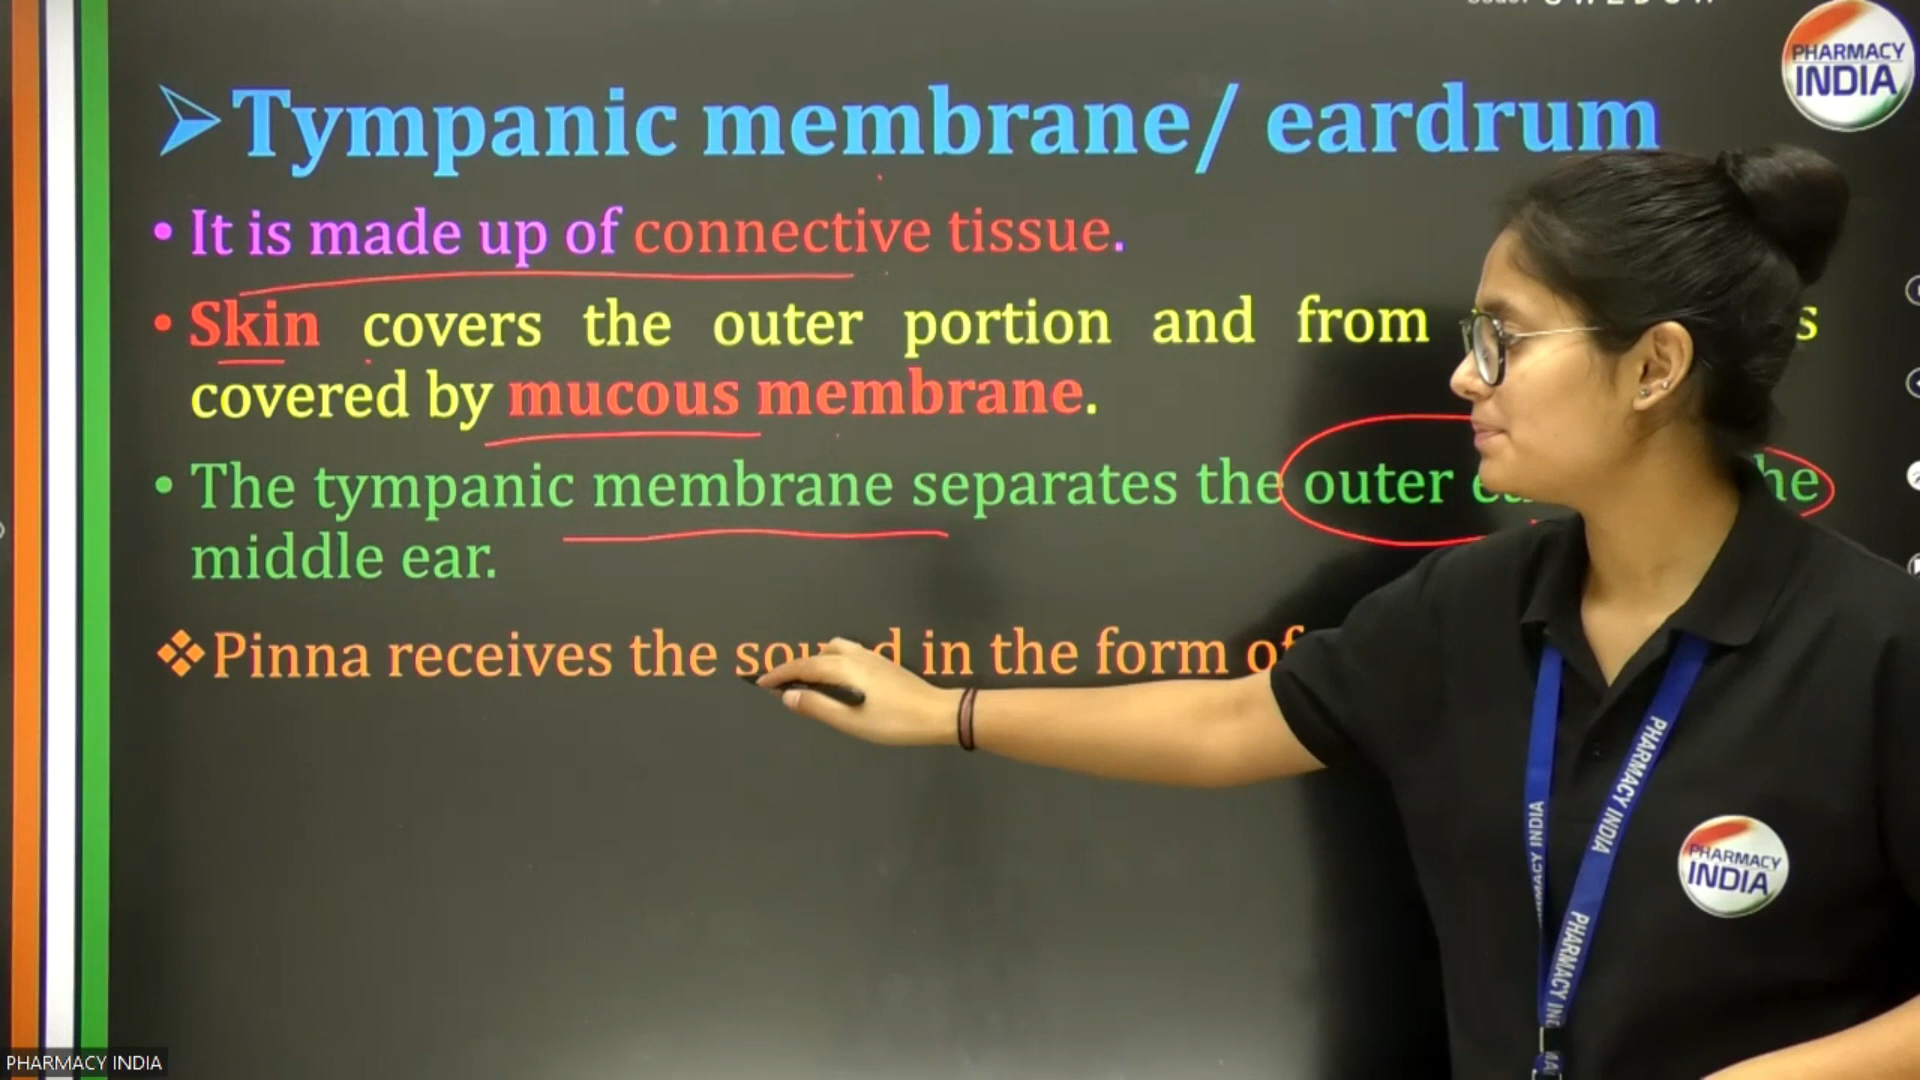 PHARMACY
INDIA
Tympanic membrane/ eardrum
• It is made up of connective tissue.
• Skin covers the outer portion and from
covered by mucous membrane.
• The tympanic membrane separates the outer
middle ear.
❖Pinna receives the in the form of
PHARMACY INDIA
PHARMACY INDIA
PHARMACY
INDIA
PHARMACY INDIA